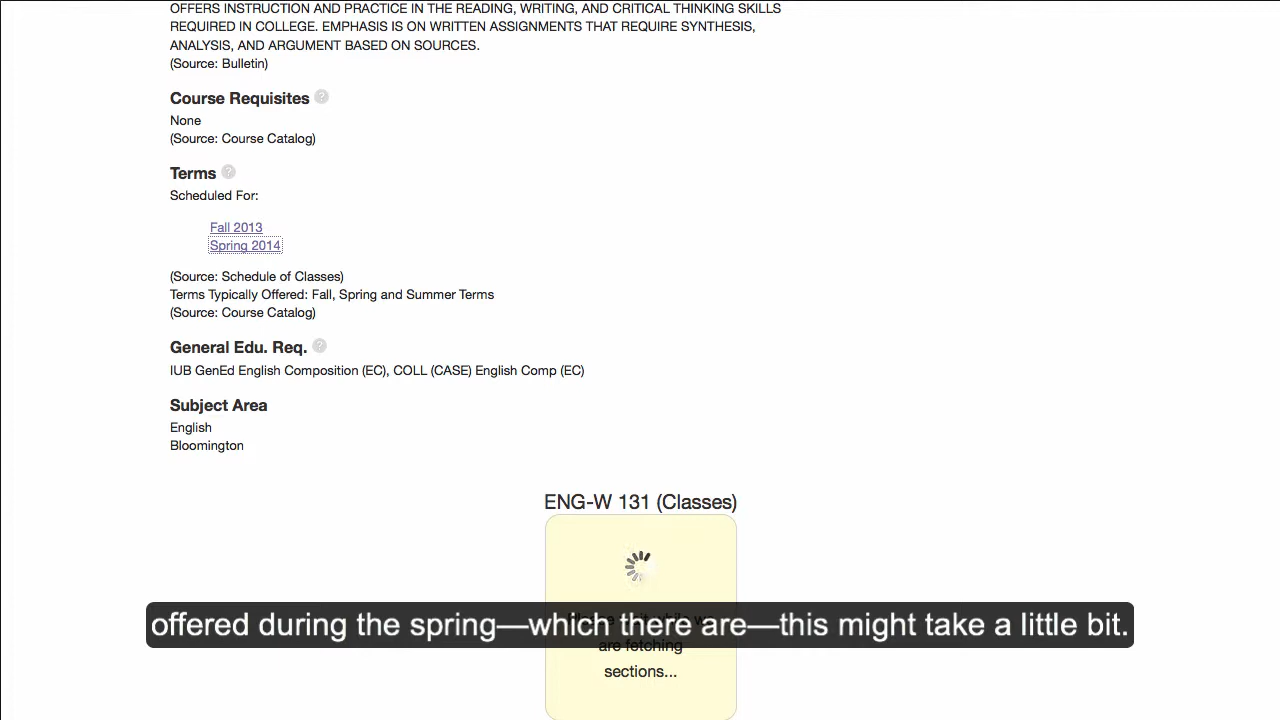 OFFERS INSTRUCTION AND PRACTICE IN THE READING, WRITING, AND CRITICAL THINKING SKILLS
REQUIRED IN COLLEGE. EMPHASIS IS ON WRITTEN ASSIGNMENTS THAT REQUIRE SYNTHESIS,
ANALYSIS, AND ARGUMENT BASED ON SOURCES.
(Source: Bulletin)
Course Requisites ?
None
(Source: Course Catalog)
Terms ?
Scheduled For:
Fall 2013
Spring 2014
(Source: Schedule of Classes)
Terms Typically Offered: Fall, Spring and Summer Terms
(Source: Course Catalog)
General Edu. Req. ?
IUB GenEd English Composition (EC), COLL (CASE) English Comp (EC)
Subject Area
English
Bloomington
ENG-W 131 (Classes)
offered during the spring—which there are—this might take a little bit.
are fetching
sections...